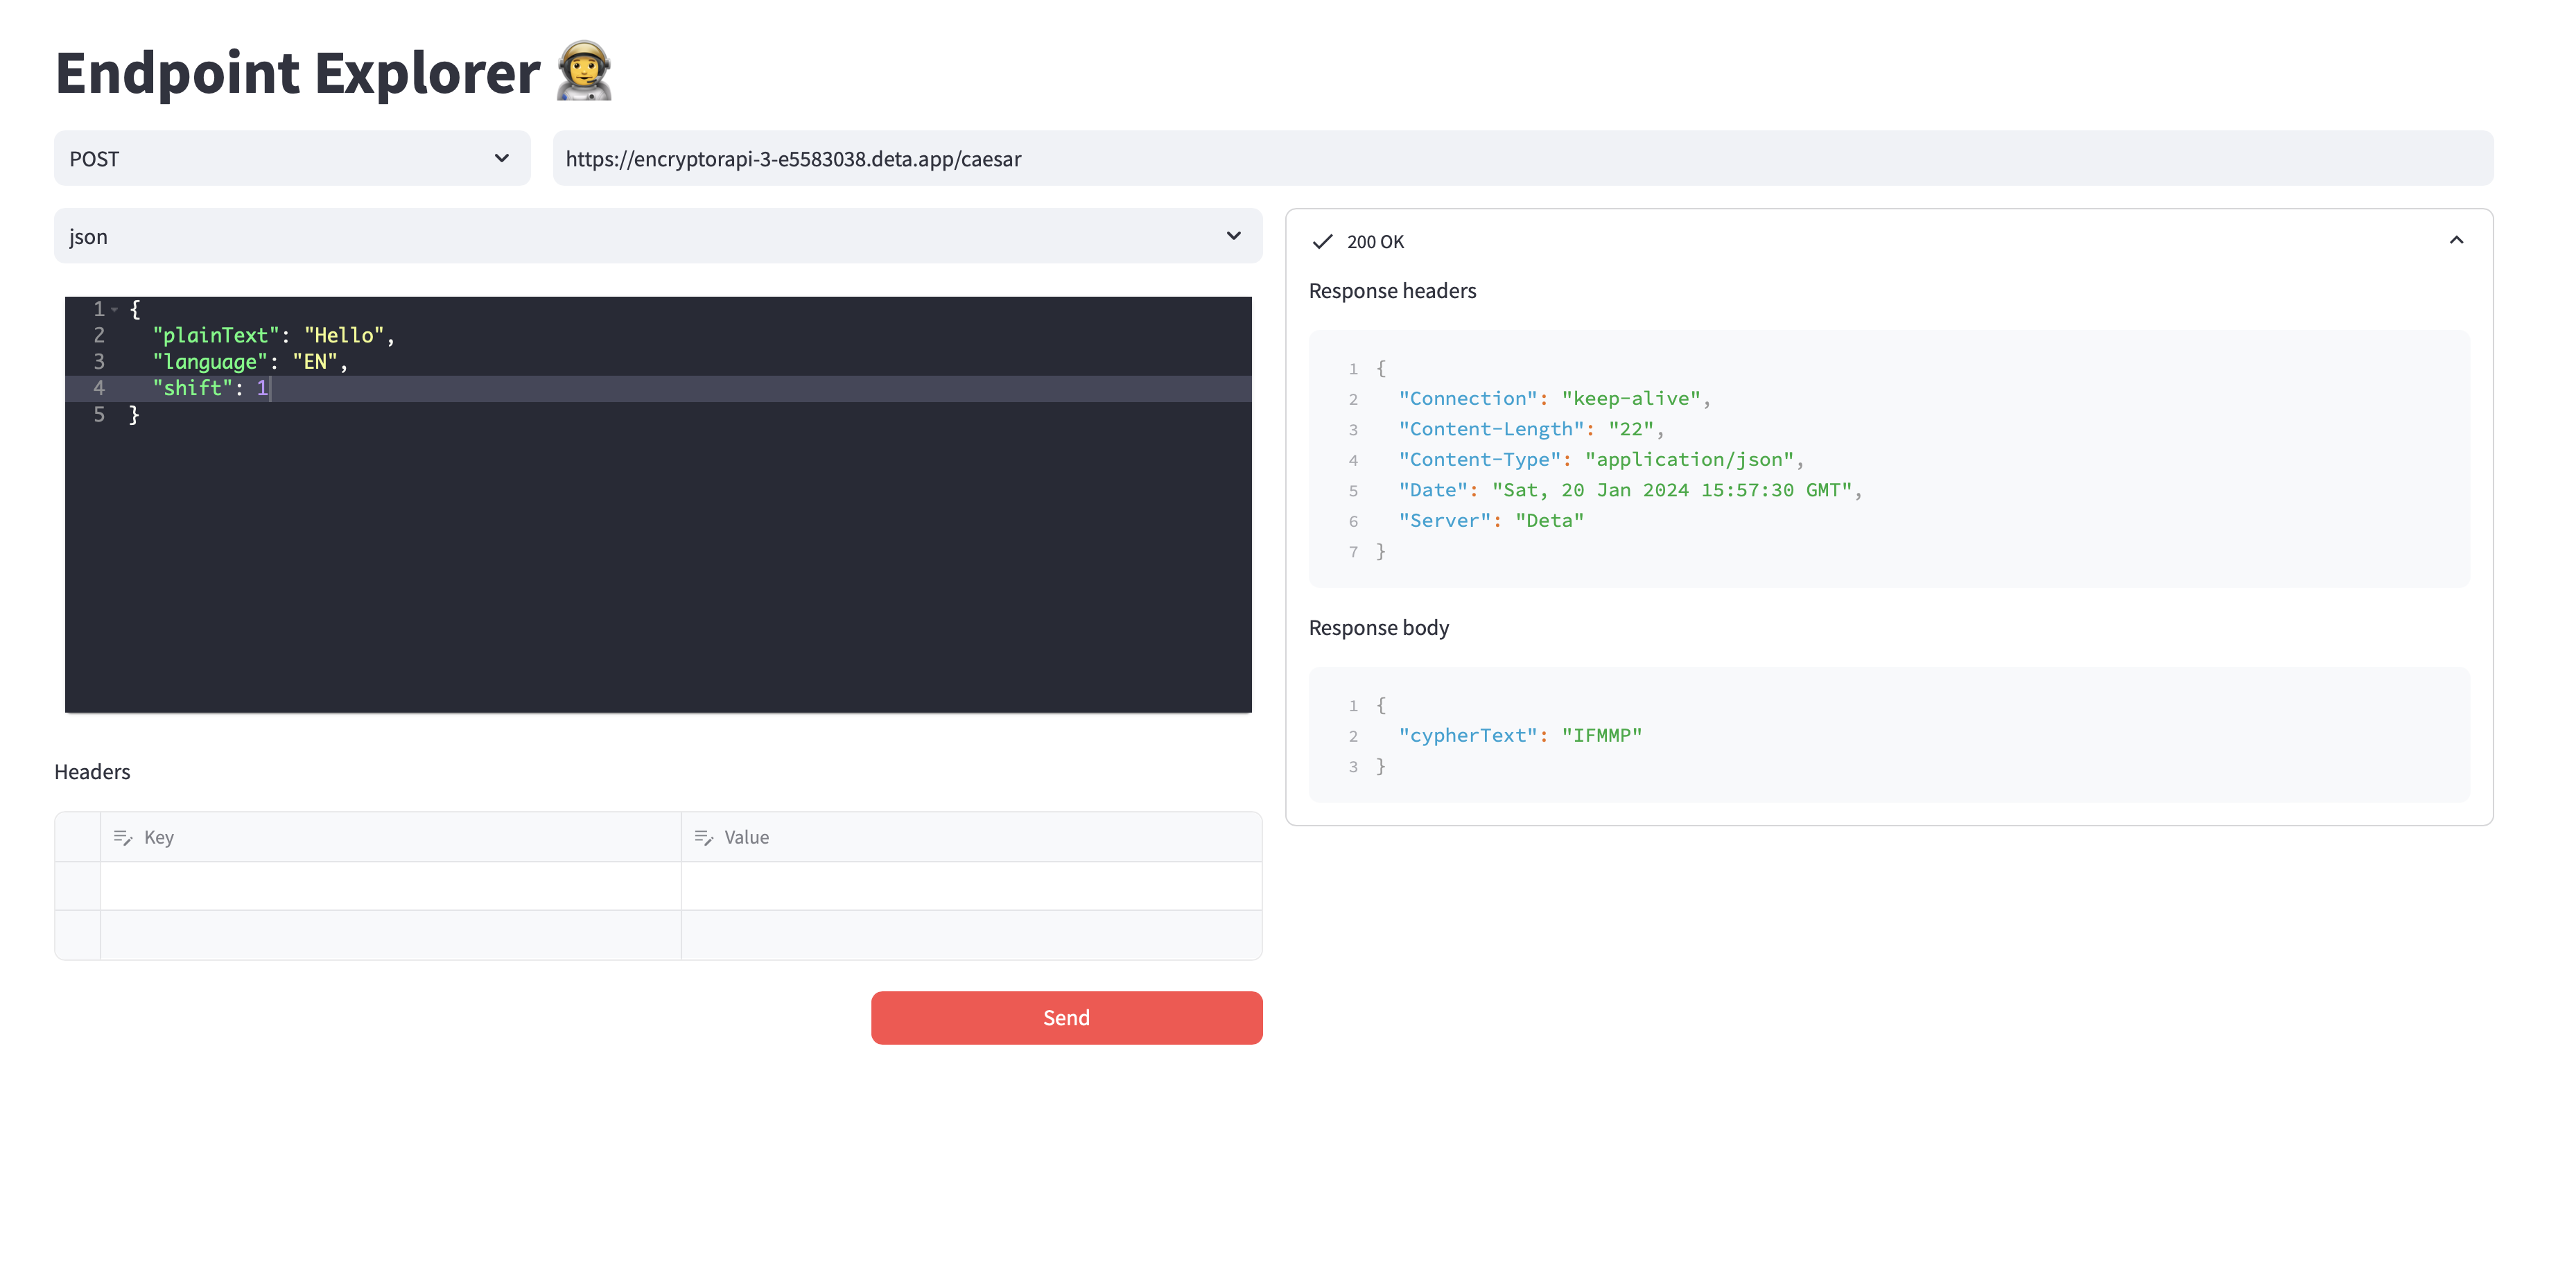 Endpoint Explorer 👩‍🚀
POST
https://encryptorapi-3-e5583038.deta.app/caesar
json
1 {
2 "plainText": "Hello",
3 "language": "EN",
4 "shift": 1
5 }
Headers
Key Value
Send
200 OK
Response headers
1 {
2 "Connection": "keep-alive",
3 "Content-Length": "22",
4 "Content-Type": "application/json",
5 "Date": "Sat, 20 Jan 2024 15:57:30 GMT",
6 "Server": "Deta"
7 }
Response body
1 {
2 "cypherText": "IFMMP"
3 }